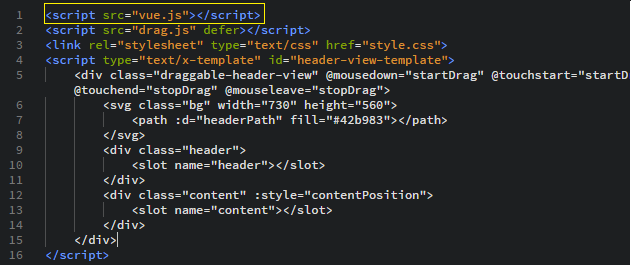 1 <script src="vue.js"></script>
2 <script src="drag.js" defer></script>
3 <link rel="stylesheet" type="text/css" href="style.css">
4 <script type="text/x-template" id="header-view-template">
5 <div class="draggable-header-view" @mousedown="startDrag" @touchstart="startD
@touchend="stopDrag" @mouseleave="stopDrag">
6 <svg class="bg" width="730" height="560">
7 <path :d="headerPath" fill="#42b983"></path>
8 </svg>
9 <div class="header">
10 <slot name="header"></slot>
11 </div>
12 <div class="content" :style="contentPosition">
13 <slot name="content"></slot>
14 </div>
15 </div>
16 </script>